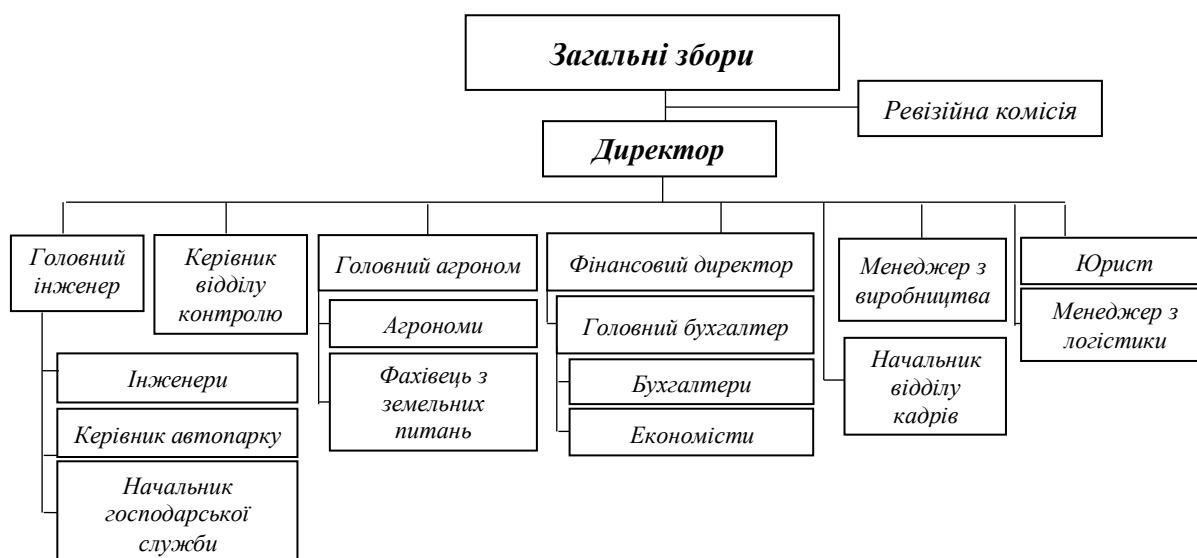 Загальні збори
Ревізійна комісія
Директор
Головний
інженер
Керівник
відділу
контролю
Головний агроном
Фінансовий директор
Менеджер з
виробництва
Юрист
Агрономи
Головний бухгалтер
Менеджер з
логістики
Інженери
Фахівець з
земельних
питань
Бухгалтери
Начальник
відділу
кадрів
Керівник автопарку
Економісти
Начальник
господарської
служби